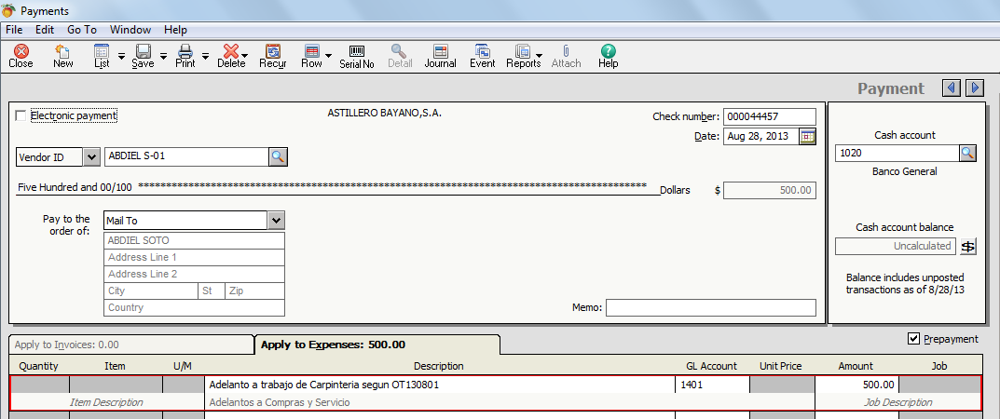 Payments
File Edit Go To Window Help
Close New List Save Print Delete Recur Row Serial No Detail Journal Event Reports Attach Help
Payment
Electronic payment
ASTILLERO BAYANO,S.A.
Check number: 000044457
Date: Aug 28, 2013
Vendor ID ABDIEL S-01
Five Hundred and 00/100 ****************************************************************************************** Dollars $ 500.00
Pay to the order of:
Mail To
ABDIEL SOTO
Address Line 1
Address Line 2
City St Zip
Country
Memo:
Cash account
1020
Banco General
Cash account balance
Uncalculated $
Balance includes unposted
transactions as of 8/28/13
Apply to Invoices: 0.00 Apply to Expenses: 500.00 Prepayment
Quantity Item U/M Description GL Account Unit Price Amount Job
Adelanto a trabajo de Carpinteria segun OT130801 1401 500.00
Item Description Adelantos a Compras y Servicio Job Description